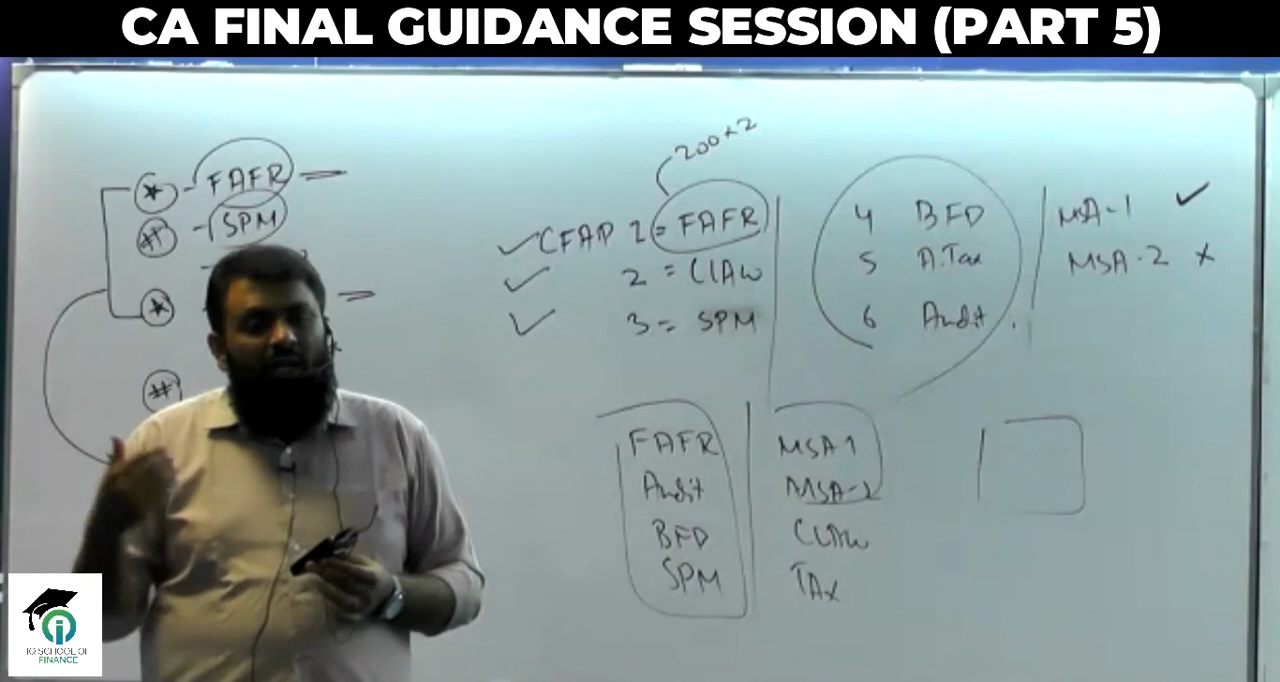 CA FINAL GUIDANCE SESSION (PART 5)
200+2
* - FAFR
# - SPM
*
#
CFAP 1 = FAFR
2 = CLAW
3 = SPM
4 BFD
5 A.Tax
6 Audit.
MSA-1 ✓
MSA-2 ×
FAFR
Audit
BFD
SPM
MSA1
MSA-2
CLAW
TAX
IQ SCHOOL OF
FINANCE